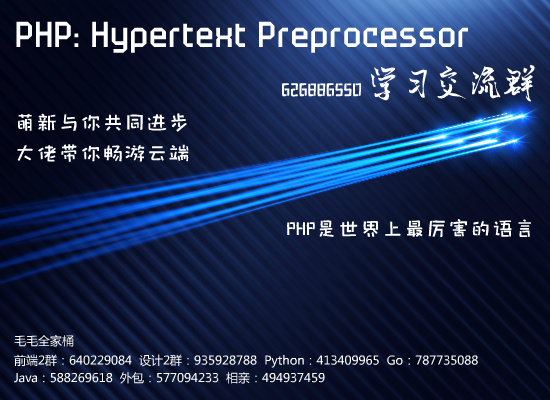 PHP: Hypertext Preprocessor
626886550 学习交流群
萌新与你共同进步
大佬带你畅游云端
PHP是世界上最厉害的语言
毛毛全家桶
前端2群：640229084 设计2群：935928788 Python：413409965 Go：787735088
Java：588269618 外包：577094233 相亲：494937459